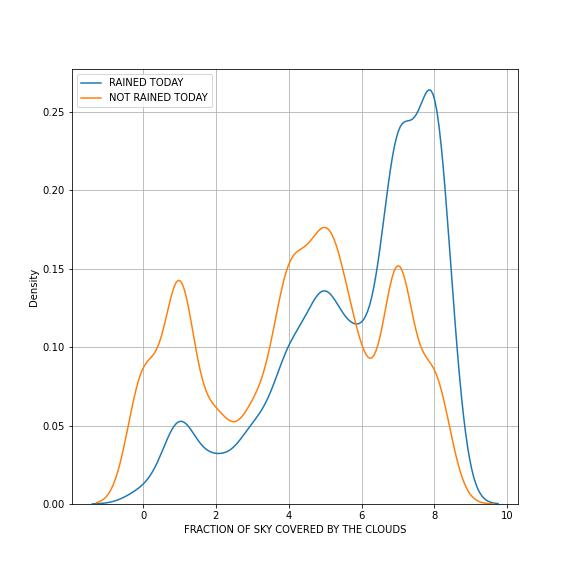 RAINED TODAY
NOT RAINED TODAY
0.25
0.20
0.15
0.10
0.05
0.00
Density
0 2 4 6 8 10
FRACTION OF SKY COVERED BY THE CLOUDS